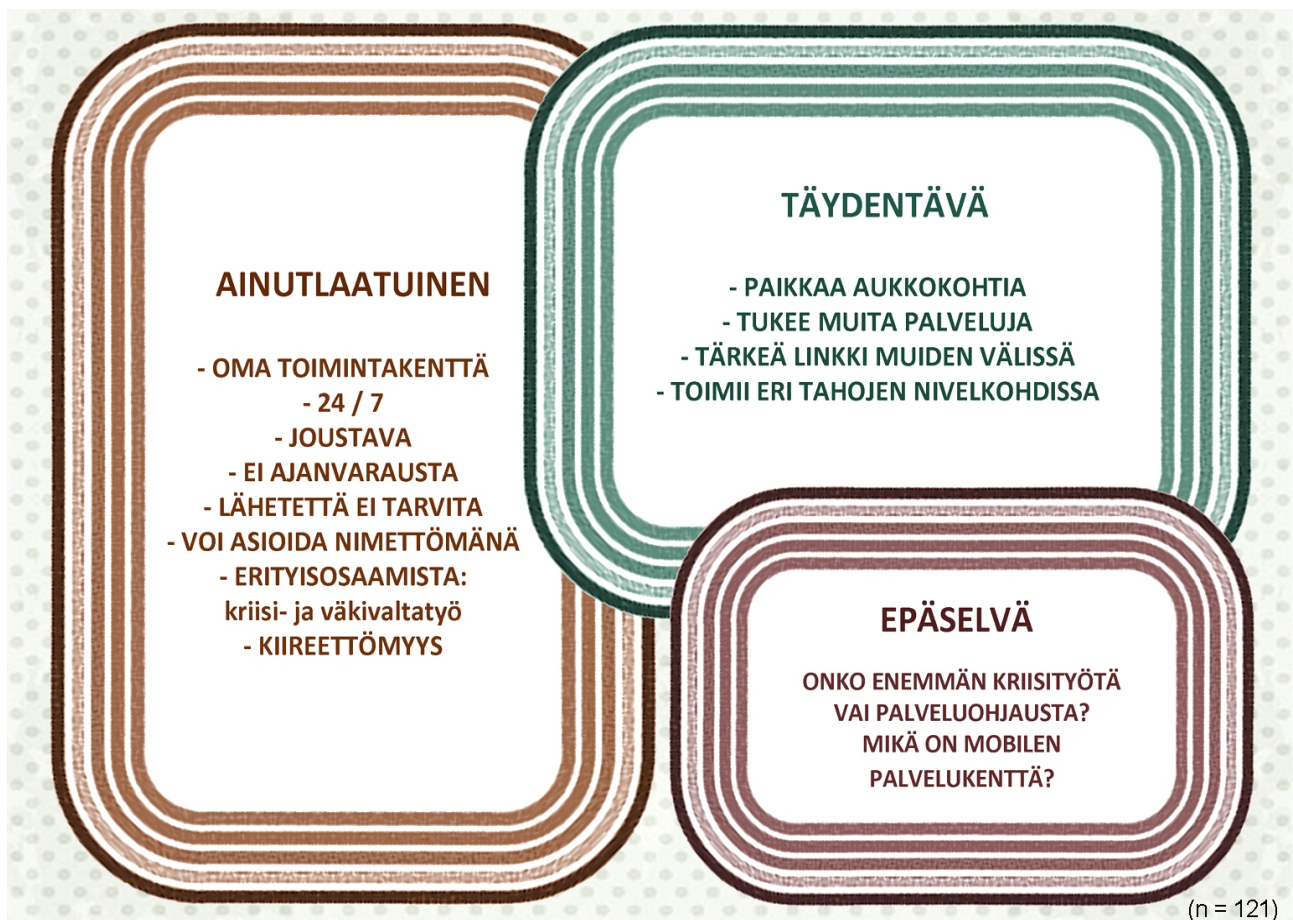 AINUTLAATUINEN
- OMA TOIMINTAKENTTÄ
- 24 / 7
- JOUSTAVA
- EI AJANVARAUSTA
- LÄHETETTÄ EI TARVITA
- VOI ASIOIDA NIMETTÖMÄNÄ
- ERITYISOSAAMISTA:
kriisi- ja väkivaltatyö
- KIIREETTÖMYYS
TÄYDENTÄVÄ
- PAIKKAA AUKKOKOHTIA
- TUKEE MUITA PALVELUJA
- TÄRKEÄ LINKKI MUIDEN VÄLISSÄ
- TOIMII ERI TAHOJEN NIVELKOHDISSA
EPÄSELVÄ
ONKO ENEMMÄN KRIISITYÖTÄ
VAI PALVELUOHJAUSTA?
MIKÄ ON MOBILEN
PALVELUKENTTÄ?
(n = 121)